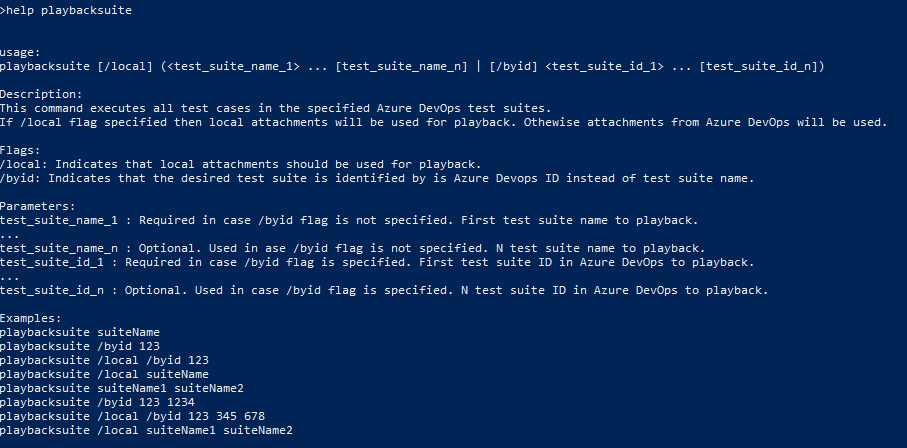 >help playbacksuite
usage:
playbacksuite [/local] (<test_suite_name_1> ... [test_suite_name_n] | [/byid] <test_suite_id_1> ... [test_suite_id_n])
Description:
This command executes all test cases in the specified Azure DevOps test suites.
If /local flag specified then local attachments will be used for playback. Othewise attachments from Azure DevOps will be used.
Flags:
/local: Indicates that local attachments should be used for playback.
/byid: Indicates that the desired test suite is identified by is Azure Devops ID instead of test suite name.
Parameters:
test_suite_name_1 : Required in case /byid flag is not specified. First test suite name to playback.
...
test_suite_name_n : Optional. Used in ase /byid flag is not specified. N test suite name to playback.
test_suite_id_1 : Required in case /byid flag is specified. First test suite ID in Azure DevOps to playback.
...
test_suite_id_n : Optional. Used in case /byid flag is specified. N test suite ID in Azure DevOps to playback.
Examples:
playbacksuite suiteName
playbacksuite /byid 123
playbacksuite /local /byid 123
playbacksuite /local suiteName
playbacksuite suiteName1 suiteName2
playbacksuite /byid 123 1234
playbacksuite /local /byid 123 345 678
playbacksuite /local suiteName1 suiteName2